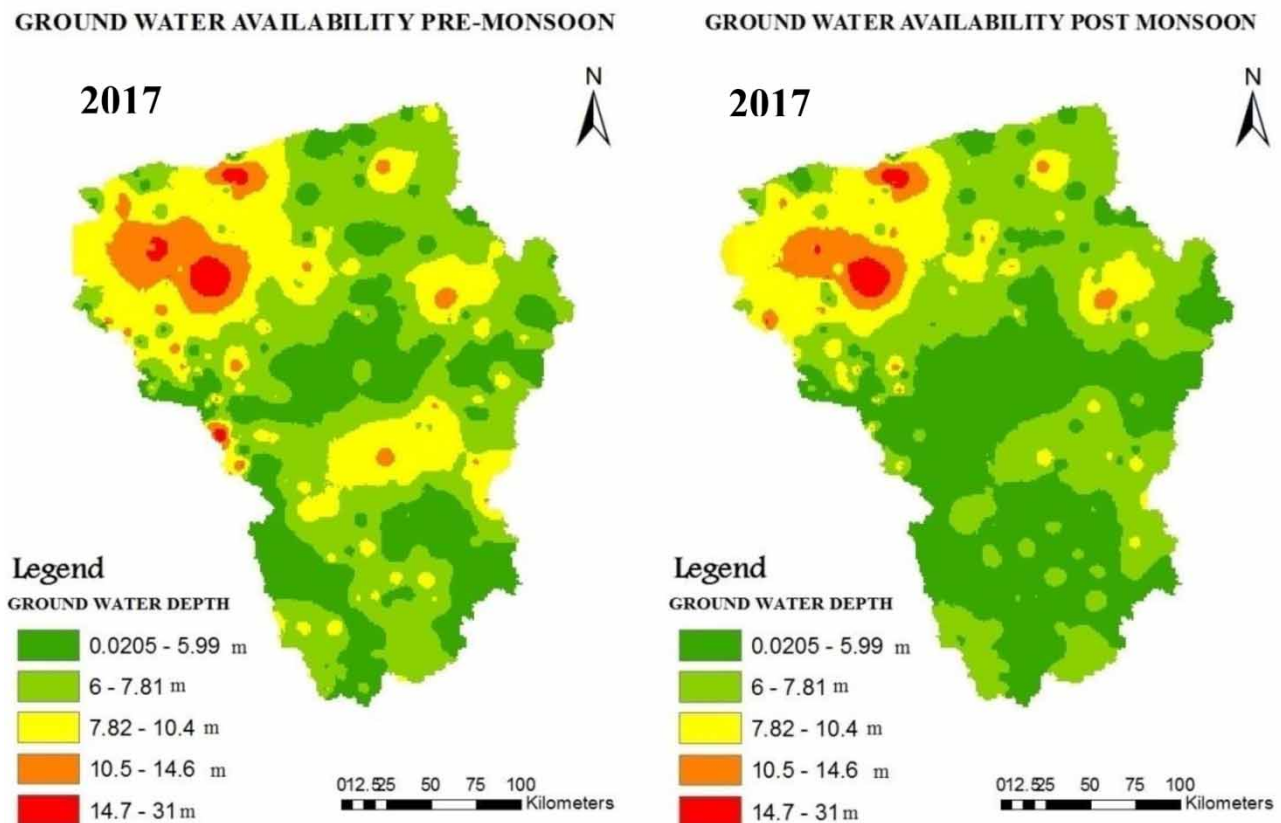 GROUND WATER AVAILABILITY PRE-MONSOON
2017
N
Legend
GROUND WATER DEPTH
0.0205 - 5.99 m
6 - 7.81 m
7.82 - 10.4 m
10.5 - 14.6 m
14.7 - 31 m
012.525 50 75 100
Kilometers
GROUND WATER AVAILABILITY POST MONSOON
2017
N
Legend
GROUND WATER DEPTH
0.0205 - 5.99 m
6 - 7.81 m
7.82 - 10.4 m
10.5 - 14.6 m
14.7 - 31 m
012.525 50 75 100
Kilometers